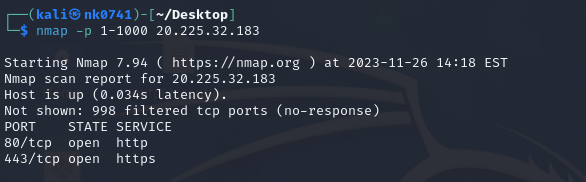 ┌──(kali㉿nk0741)-[~/Desktop]
└─$ nmap -p 1-1000 20.225.32.183
Starting Nmap 7.94 ( https://nmap.org ) at 2023-11-26 14:18 EST
Nmap scan report for 20.225.32.183
Host is up (0.034s latency).
Not shown: 998 filtered tcp ports (no-response)
PORT    STATE SERVICE
80/tcp  open  http
443/tcp open  https